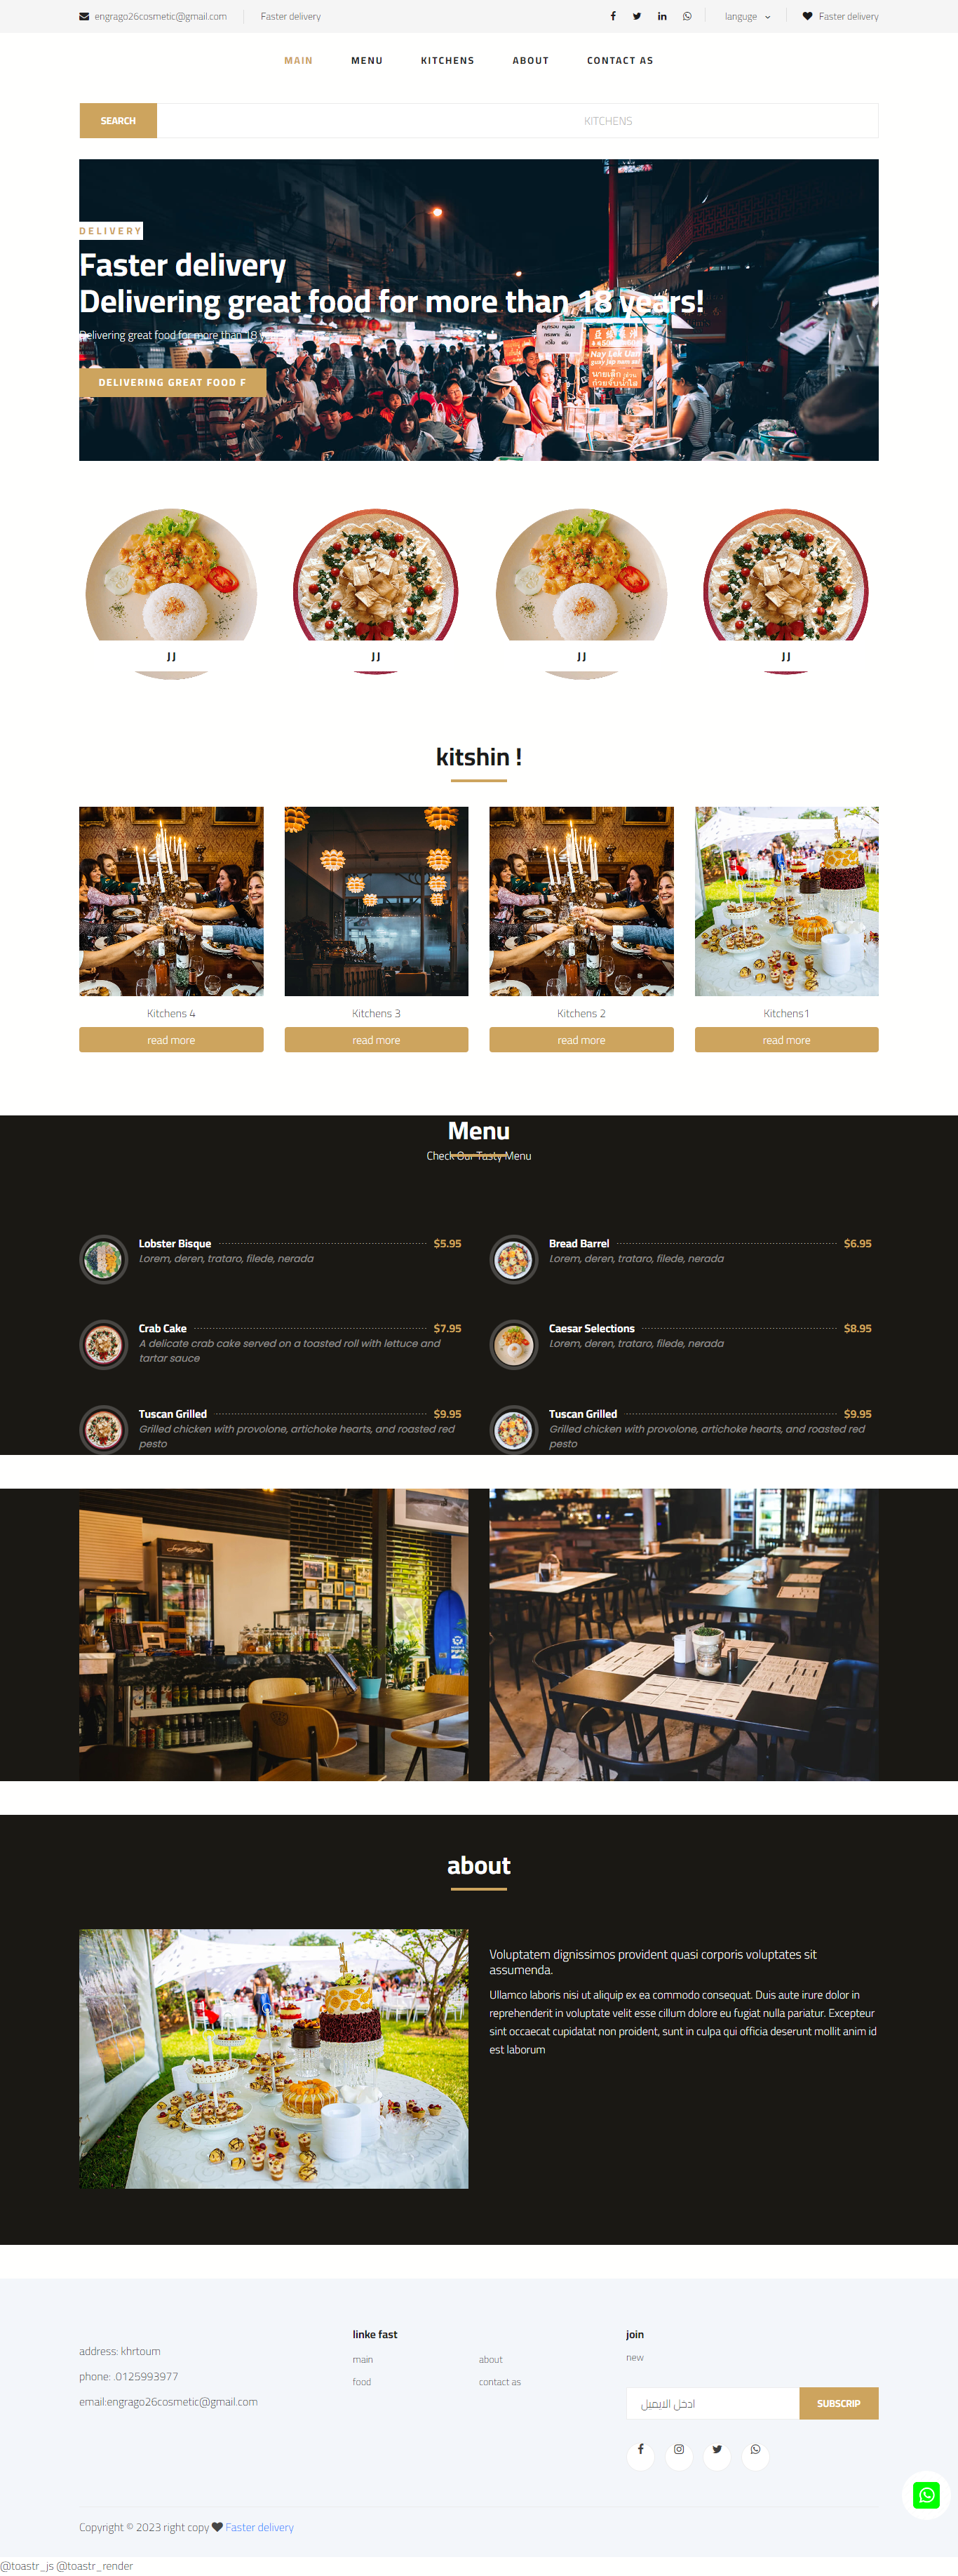 engrago26cosmetic@gmail.com
Faster delivery
languge
Faster delivery
MAIN
MENU
KITCHENS
ABOUT
CONTACT AS
SEARCH
KITCHENS
DELIVERY
Faster delivery
Delivering great food for more than 18 years!
Delivering great food for more than 18
DELIVERING GREAT FOOD F
Nay Lek Uan
นายเล็ก
JJ
JJ
JJ
JJ
kitshin !
Kitchens 4
Kitchens 3
Kitchens 2
Kitchens1
read more
read more
read more
read more
Menu
Check Our Tasty Menu
Lobster Bisque $5.95
Lorem, deren, trataro, filede, nerada
Bread Barrel $6.95
Lorem, deren, trataro, filede, nerada
Crab Cake $7.95
A delicate crab cake served on a toasted roll with lettuce and
tartar sauce
Caesar Selections $8.95
Lorem, deren, trataro, filede, nerada
Tuscan Grilled $9.95
Grilled chicken with provolone, artichoke hearts, and roasted red
pesto
Tuscan Grilled $9.95
Grilled chicken with provolone, artichoke hearts, and roasted red
pesto
about
Voluptatem dignissimos provident quasi corporis voluptates sit
assumenda.
Ullamco laboris nisi ut aliquip ex ea commodo consequat. Duis aute irure dolor in
reprehenderit in voluptate velit esse cillum dolore eu fugiat nulla pariatur. Excepteur
sint occaecat cupidatat non proident, sunt in culpa qui officia deserunt mollit anim id
est laborum
address: khrtoum
phone: .0125993977
email:engrago26cosmetic@gmail.com
linke fast
main
about
food
contact as
join
new
ادخل الايميل
SUBSCRIP
Copyright © 2023 right copy Faster delivery
@toastr_js @toastr_render